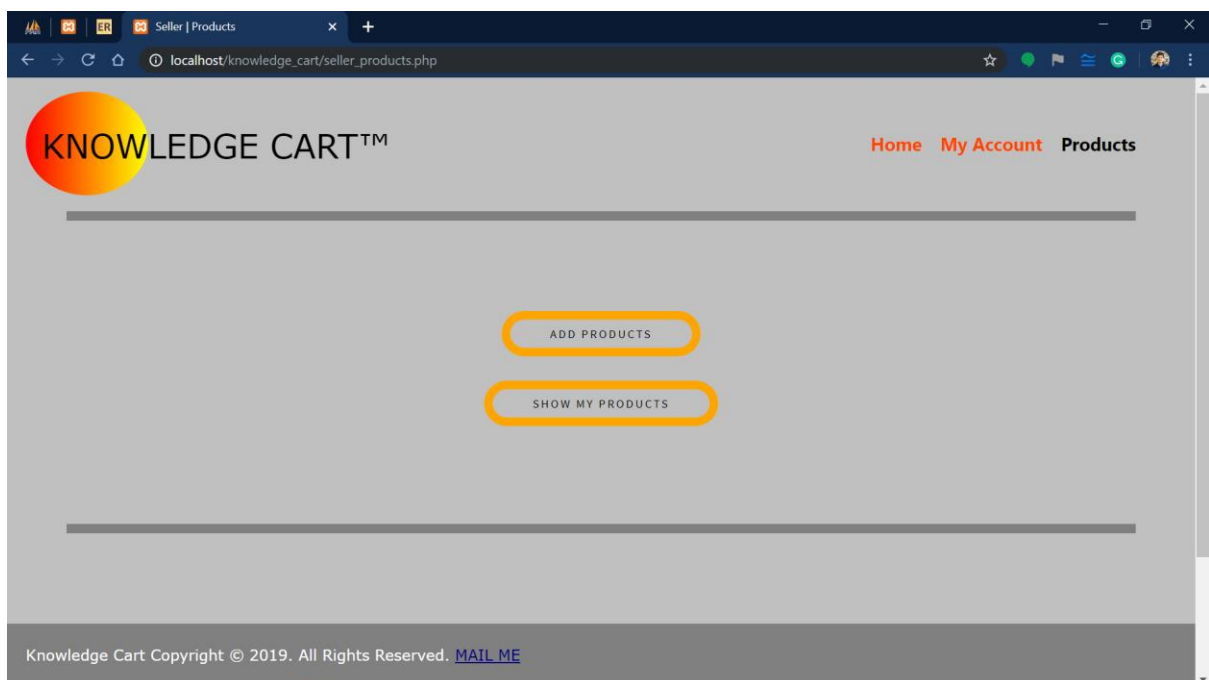 ER Seller | Products
localhost/knowledge_cart/seller_products.php
KNOWLEDGE CART™
Home My Account Products
ADD PRODUCTS
SHOW MY PRODUCTS
Knowledge Cart Copyright © 2019. All Rights Reserved. MAIL ME